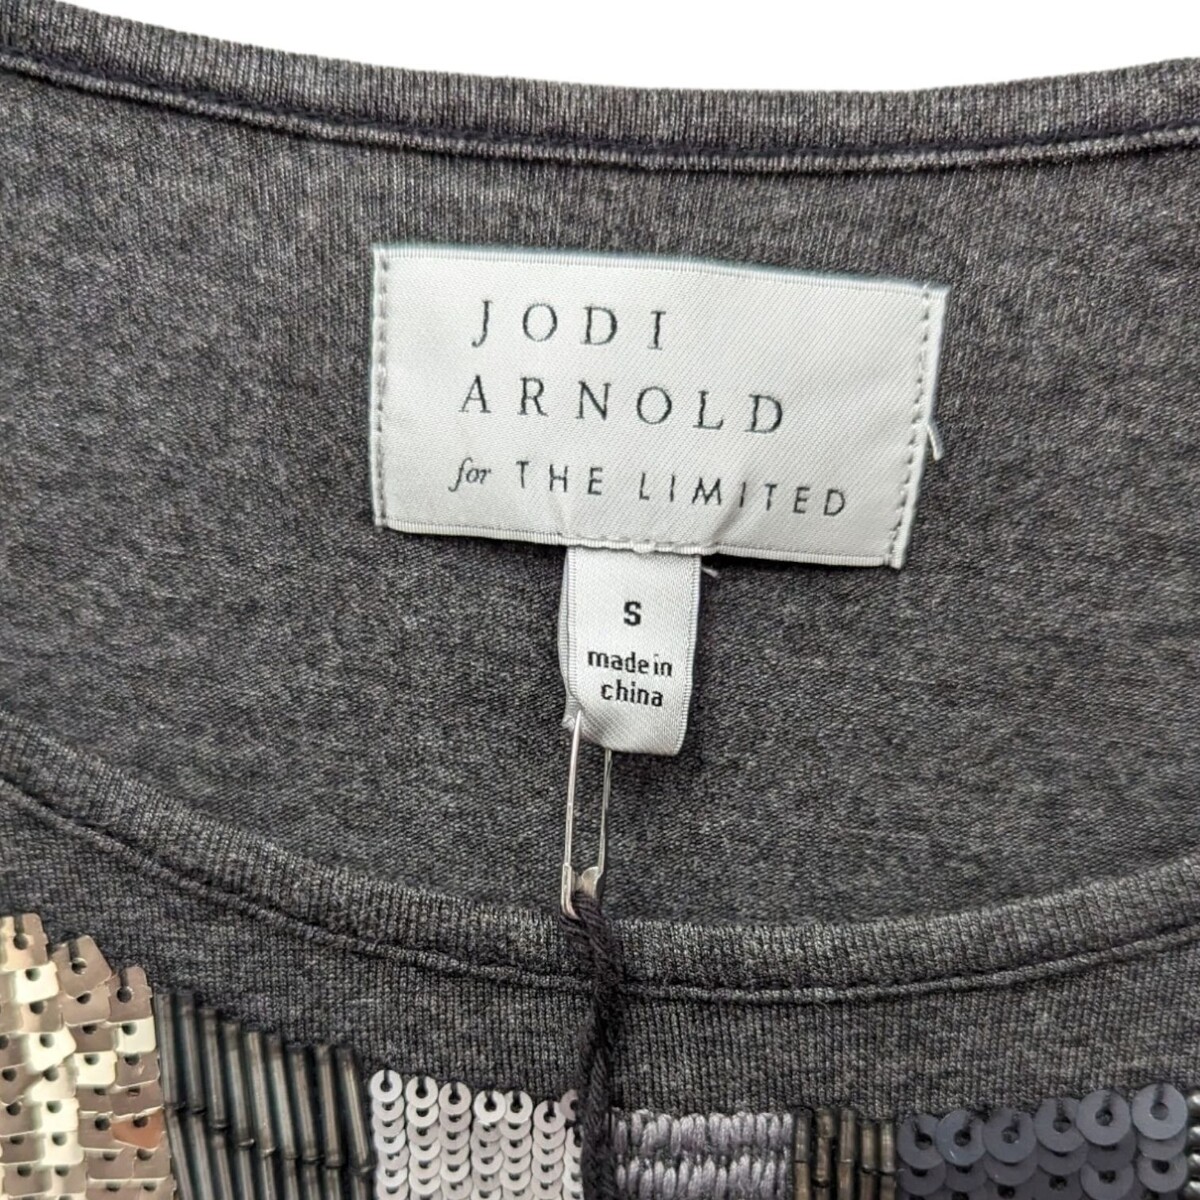 JODI
ARNOLD
for THE LIMITED
S
made in
china